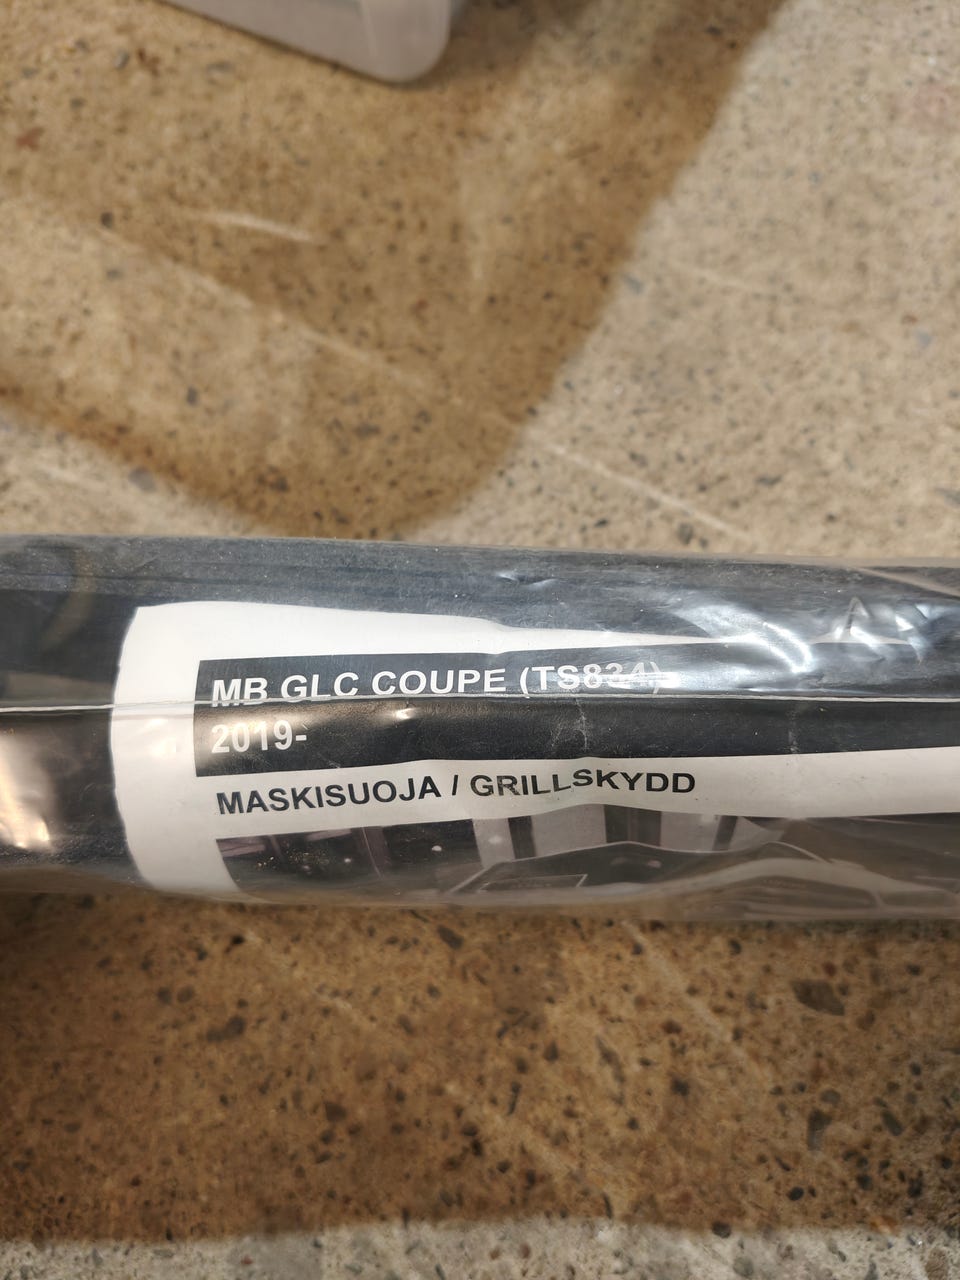 MB GLC COUPE (TS834)
2019-
MASKISUOJA / GRILLSKYDD